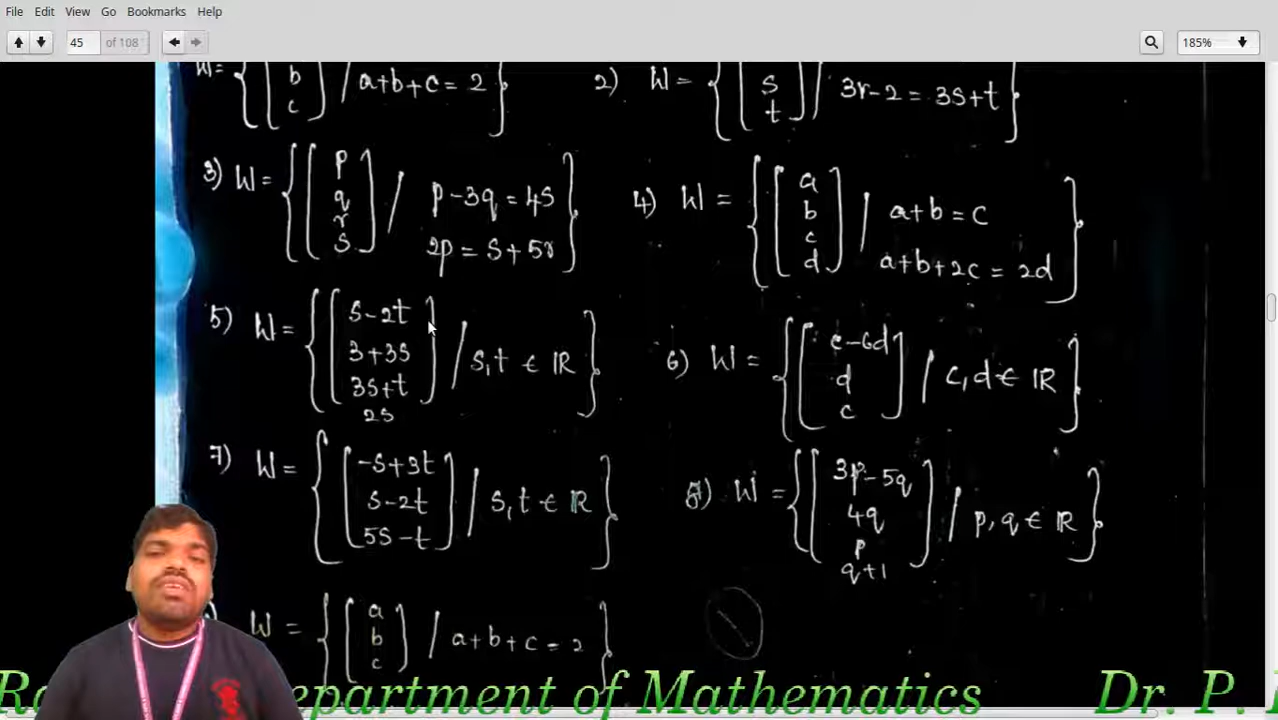 File Edit View Go Bookmarks Help
45 of 108 185%
W = { [ b c ] / a+b+c = 2 } 2) W = { [ s t ] / 3r-2 = 3s+t }
3) W = { [ p q r s ] / p-3q = 4s 2p = s+5r } 4) W = { [ a b c d ] / a+b = c a+b+2c = 2d }
5) W = { [ s-2t 3+3s 3s+t 2s ] / s,t ∈ ℝ } 6) W = { [ c-6d d c ] / c,d ∈ ℝ }
7) W = { [ -s+3t s-2t 5s-t ] / s,t ∈ ℝ } 8) W = { [ 3p-5q 4q p q+1 ] / p,q ∈ ℝ }
W = { [ a b c ] / a+b+c = 2 }
epartment of Mathematics Dr. P.